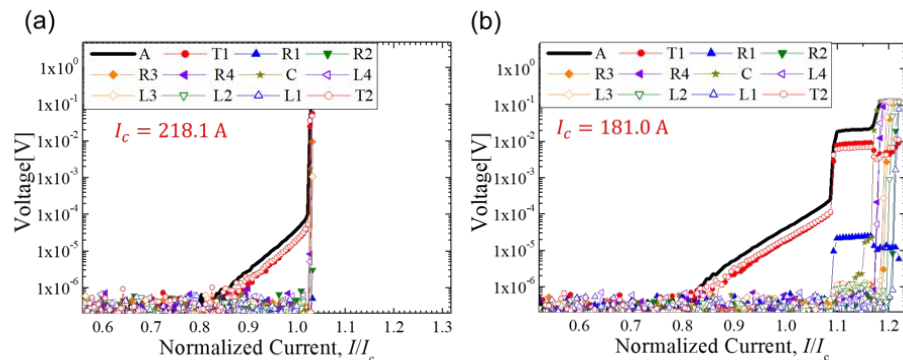 (a)
A T1 R1 R2
R3 R4 C L4
L3 L2 L1 T2
I_c = 218.1 A
Voltage[V]
1x10^0
1x10^-1
1x10^-2
1x10^-3
1x10^-4
1x10^-5
1x10^-6
0.6 0.7 0.8 0.9 1.0 1.1 1.2 1.3
Normalized Current, I/I_c
(b)
A T1 R1 R2
R3 R4 C L4
L3 L2 L1 T2
I_c = 181.0 A
Voltage[V]
1x10^0
1x10^-1
1x10^-2
1x10^-3
1x10^-4
1x10^-5
1x10^-6
0.6 0.7 0.8 0.9 1.0 1.1 1.2
Normalized Current, I/I_c